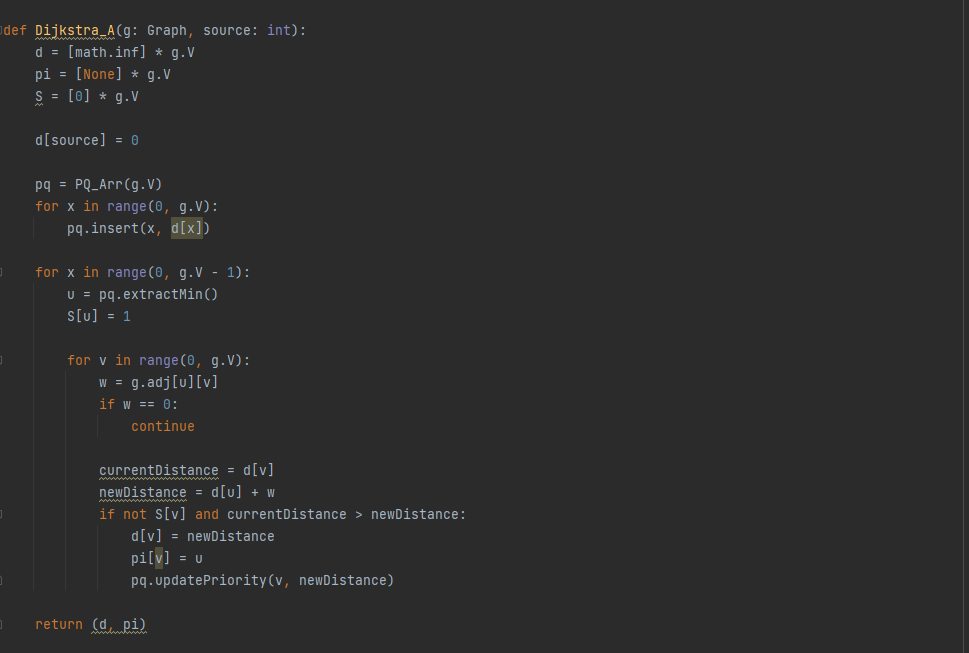 def Dijkstra_A(g: Graph, source: int):
    d = [math.inf] * g.V
    pi = [None] * g.V
    S = [0] * g.V

    d[source] = 0

    pq = PQ_Arr(g.V)
    for x in range(0, g.V):
        pq.insert(x, d[x])

    for x in range(0, g.V - 1):
        u = pq.extractMin()
        S[u] = 1

        for v in range(0, g.V):
            w = g.adj[u][v]
            if w == 0:
                continue

            currentDistance = d[v]
            newDistance = d[u] + w
            if not S[v] and currentDistance > newDistance:
                d[v] = newDistance
                pi[v] = u
                pq.updatePriority(v, newDistance)

    return (d, pi)